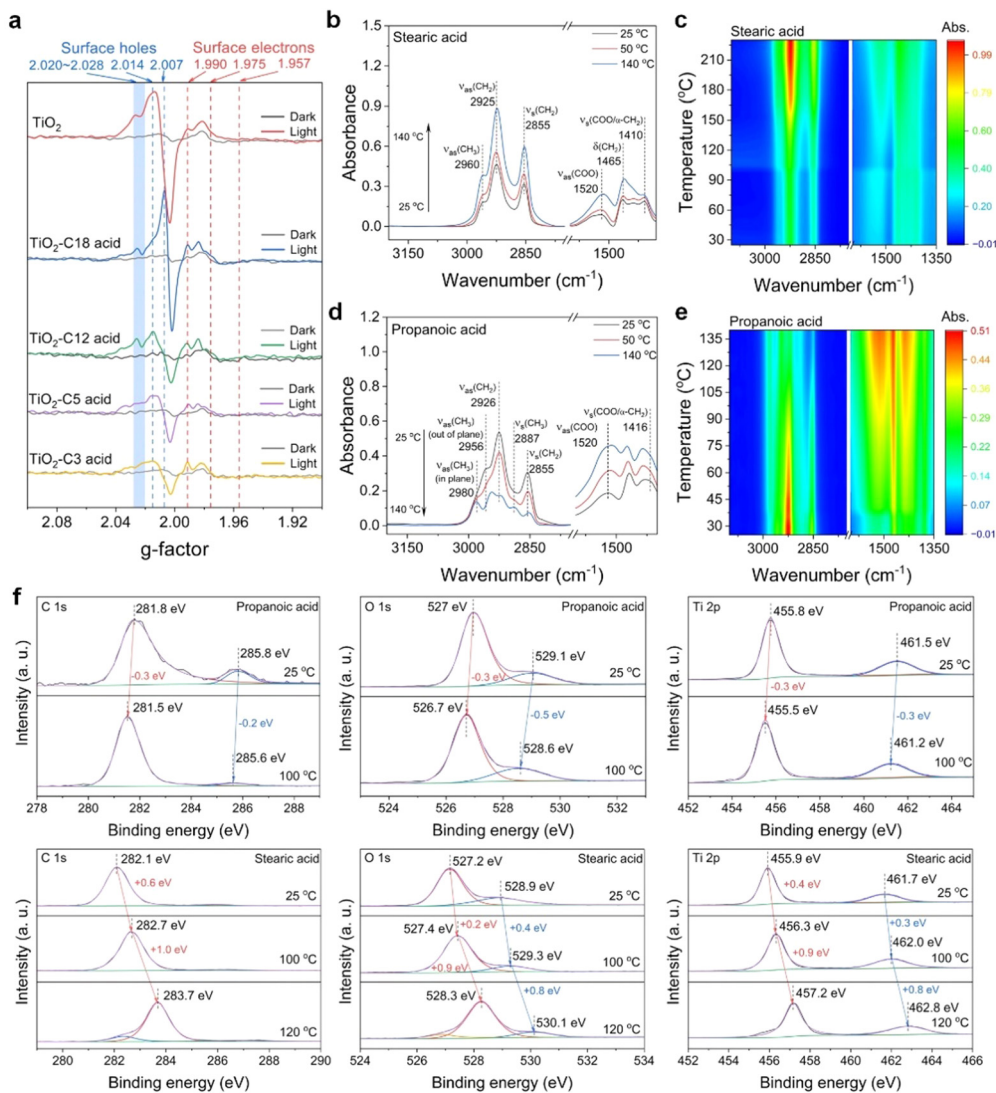 a
Surface holes
Surface electrons
2.020~2.028
2.014
2.007
1.990
1.975
1.957
TiO2
Dark
Light
TiO2-C18 acid
Dark
Light
TiO2-C12 acid
Dark
Light
TiO2-C5 acid
Dark
Light
TiO2-C3 acid
Dark
Light
2.08
2.04
2.00
1.96
1.92
g-factor
b
Stearic acid
25 °C
50 °C
140 °C
νas(CH2)
2925
νs(CH2)
2855
νas(CH3)
2960
νs(COO/α-CH2)
1410
δ(CH2)
1465
νas(COO)
1520
140 °C
25 °C
1.5
1.2
0.9
0.6
0.3
0.0
Absorbance
3150
3000
2850
1500
Wavenumber (cm-1)
c
Stearic acid
Abs.
210
180
150
120
90
60
30
Temperature (°C)
3000
2850
1500
1350
Wavenumber (cm-1)
0.99
0.79
0.59
0.40
0.20
-0.01
d
Propanoic acid
25 °C
50 °C
140 °C
νas(CH2)
2926
νas(CH3)
(out of plane)
2956
νs(CH3)
2887
νs(CH2)
2855
νas(CH3)
(in plane)
2980
νs(COO/α-CH2)
1416
νas(COO)
1520
25 °C
140 °C
1.2
1.0
0.8
0.6
0.4
0.2
0.0
Absorbance
3150
3000
2850
1500
Wavenumber (cm-1)
e
Propanoic acid
Abs.
135
120
105
90
75
60
45
30
Temperature (°C)
3000
2850
1500
1350
Wavenumber (cm-1)
0.51
0.44
0.38
0.31
0.24
0.18
0.11
0.05
-0.01
f
C 1s
281.8 eV
Propanoic acid
285.8 eV
25 °C
-0.3 eV
281.5 eV
-0.2 eV
285.6 eV
100 °C
Intensity (a. u.)
278
280
282
284
286
288
Binding energy (eV)
O 1s
527 eV
Propanoic acid
529.1 eV
25 °C
-0.3 eV
526.7 eV
-0.5 eV
528.6 eV
100 °C
Intensity (a. u.)
524
526
528
530
532
Binding energy (eV)
Ti 2p
455.8 eV
Propanoic acid
461.5 eV
25 °C
-0.3 eV
455.5 eV
-0.3 eV
461.2 eV
100 °C
Intensity (a. u.)
452
454
456
458
460
462
464
Binding energy (eV)
C 1s
282.1 eV
Stearic acid
+0.6 eV
25 °C
282.7 eV
+1.0 eV
100 °C
283.7 eV
120 °C
Intensity (a. u.)
280
282
284
286
288
290
Binding energy (eV)
O 1s
527.2 eV
Stearic acid
528.9 eV
25 °C
+0.2 eV
+0.4 eV
527.4 eV
529.3 eV
100 °C
+0.9 eV
+0.8 eV
528.3 eV
530.1 eV
120 °C
Intensity (a. u.)
524
526
528
530
532
534
Binding energy (eV)
Ti 2p
455.9 eV
Stearic acid
461.7 eV
25 °C
+0.4 eV
+0.3 eV
456.3 eV
462.0 eV
100 °C
+0.9 eV
+0.8 eV
457.2 eV
462.8 eV
120 °C
Intensity (a. u.)
452
454
456
458
460
462
464
466
Binding energy (eV)